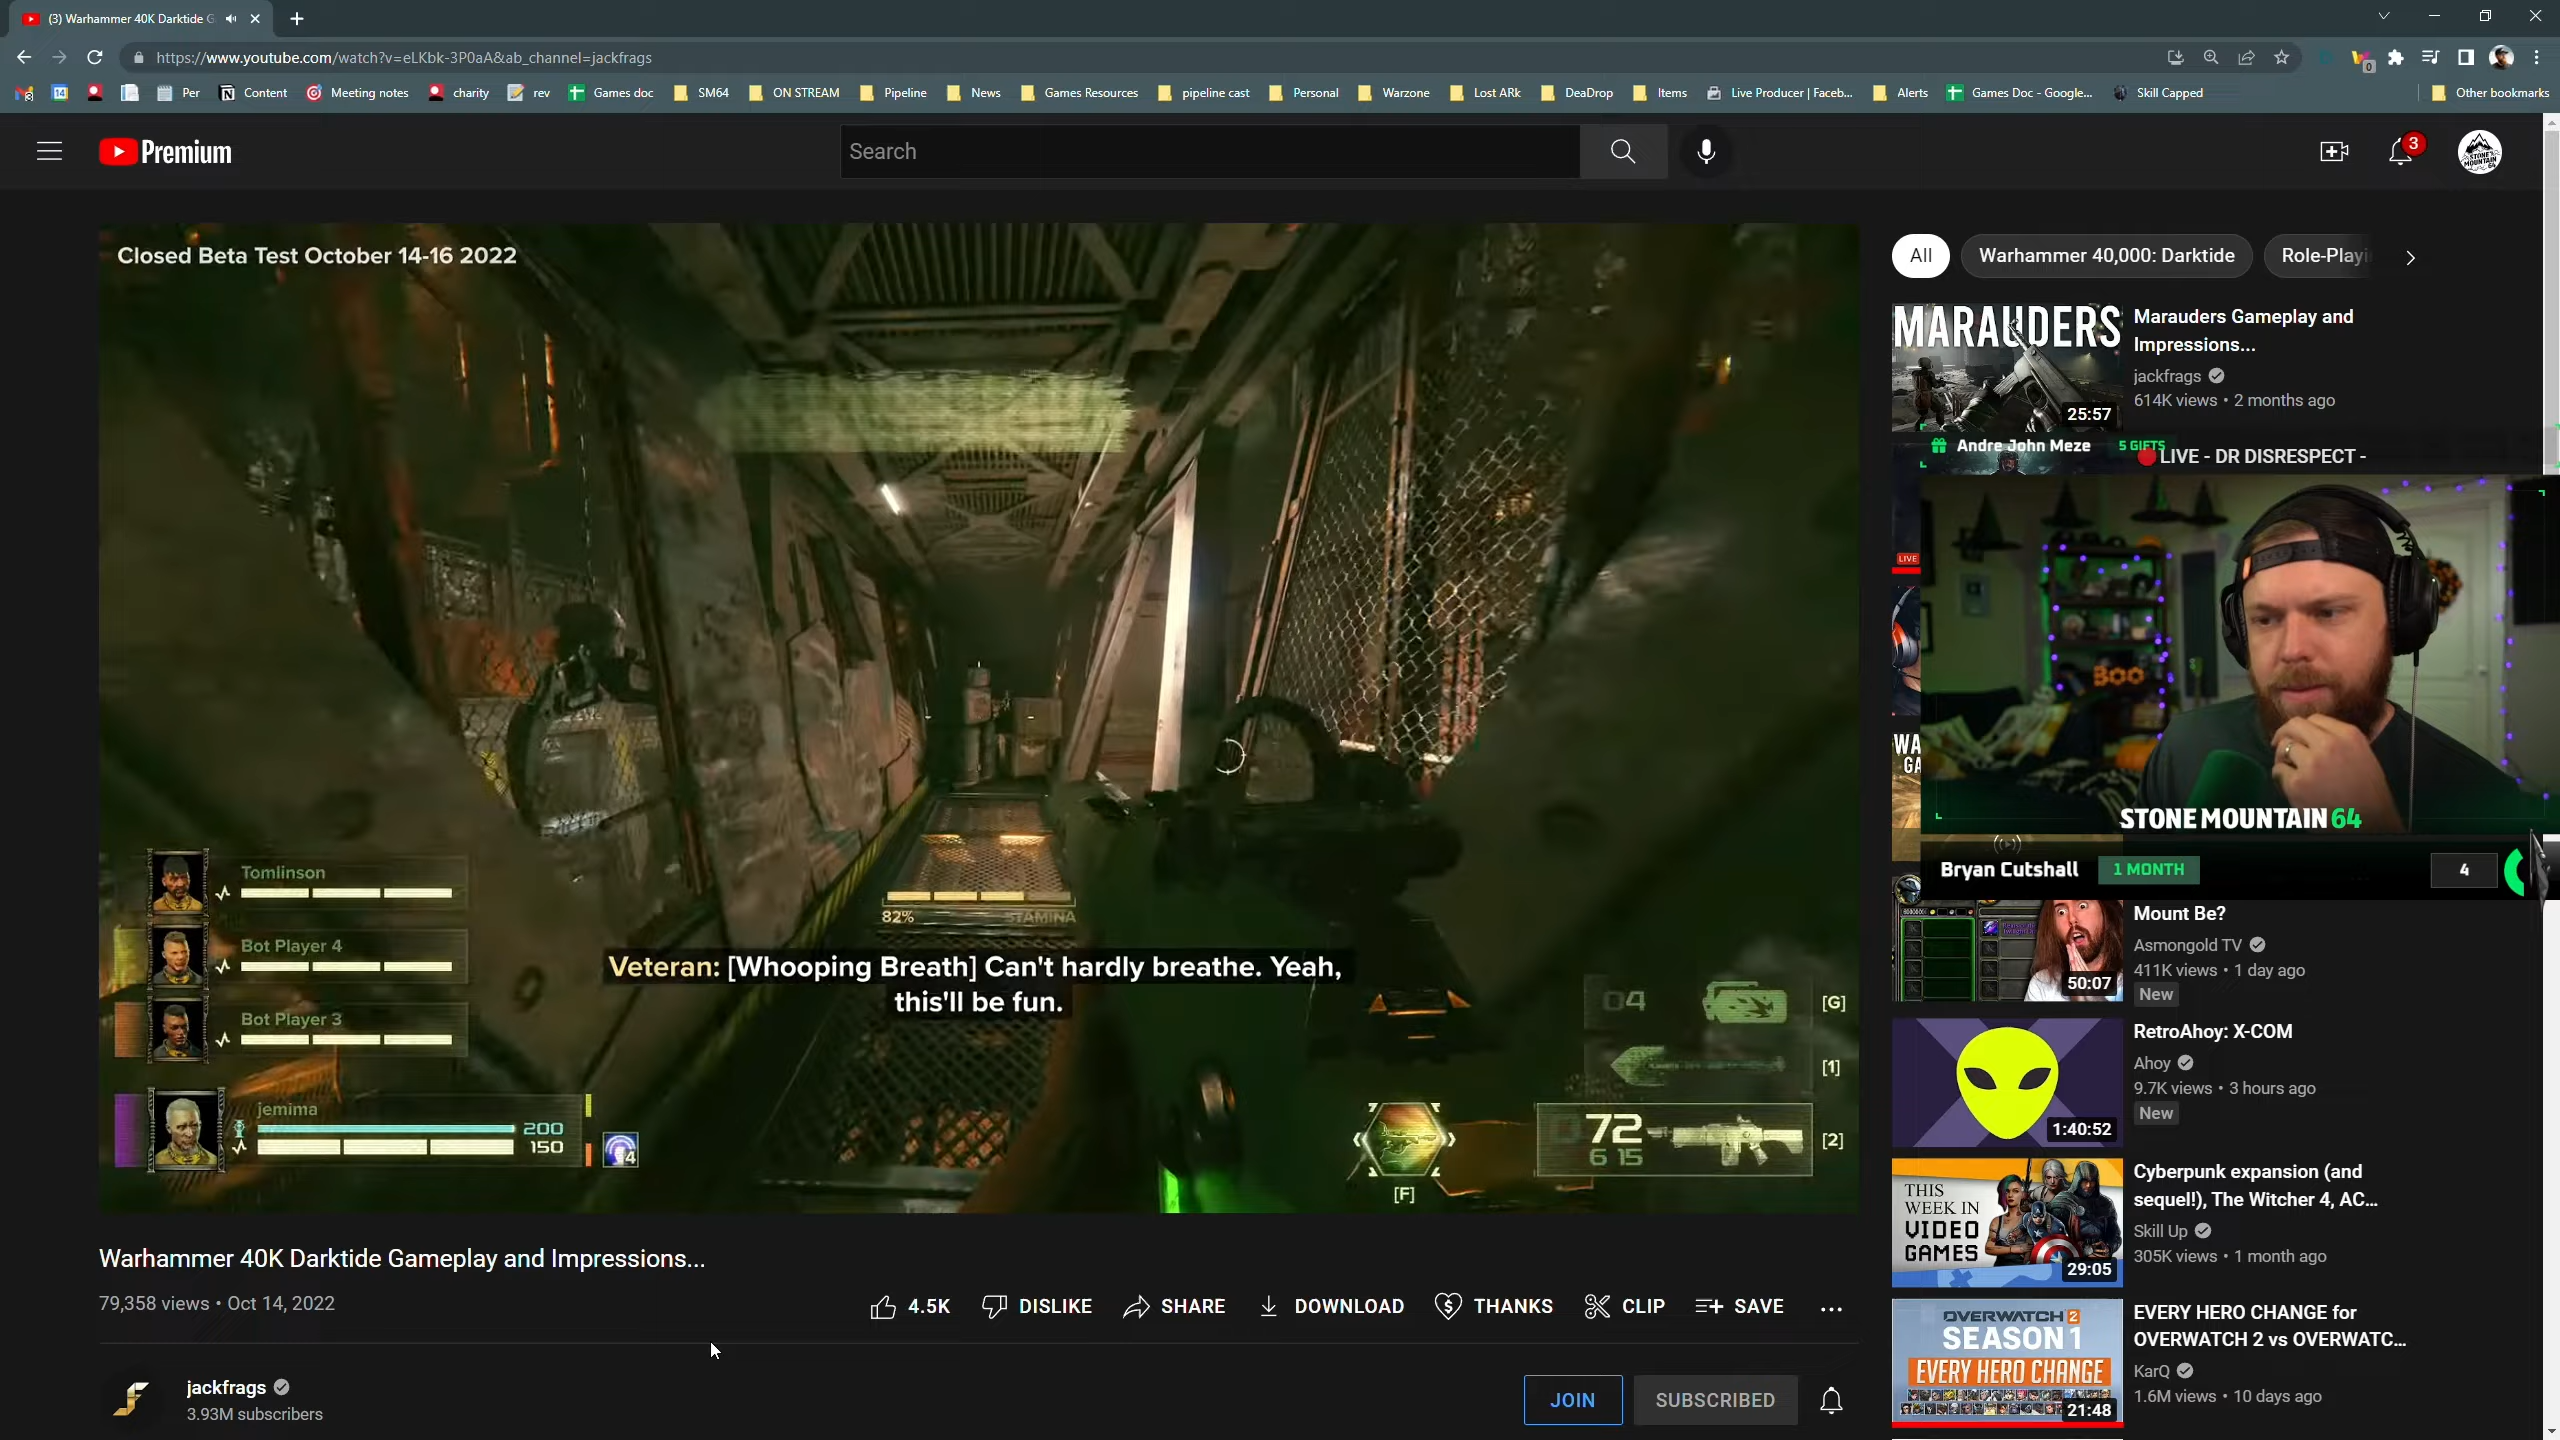 (3) Warhammer 40K Darktide G
https://www.youtube.com/watch?v=eLKbk-3P0aA&ab_channel=jackfrags
0
14
Per
Content
Meeting notes
charity
rev
Games doc
SM64
ON STREAM
Pipeline
News
Games Resources
pipeline cast
Personal
Warzone
Lost ARk
DeaDrop
Items
Live Producer | Faceb...
Alerts
Games Doc - Google...
Skill Capped
Other bookmarks
Premium
Search
3
STONE MOUNTAIN
Closed Beta Test October 14-16 2022
Tomlinson
Bot Player 4
Bot Player 3
jemima
200
150
4
82%
STAMINA
Veteran: [Whooping Breath] Can't hardly breathe. Yeah,
this'll be fun.
04
[G]
[1]
72
615
[2]
[F]
Warhammer 40K Darktide Gameplay and Impressions...
79,358 views • Oct 14, 2022
4.5K
DISLIKE
SHARE
DOWNLOAD
THANKS
CLIP
SAVE
jackfrags
3.93M subscribers
JOIN
SUBSCRIBED
All
Warhammer 40,000: Darktide
Role-Playi
MARAUDERS
25:57
Marauders Gameplay and
Impressions...
jackfrags
614K views • 2 months ago
Andre John Meze
5 GIFTS
LIVE - DR DISRESPECT -
LIVE
WA
GA
BOO
STONEMOUNTAIN64
Bryan Cutshall
1 MONTH
4
50:07
Mount Be?
Asmongold TV
411K views • 1 day ago
New
1:40:52
RetroAhoy: X-COM
Ahoy
9.7K views • 3 hours ago
New
THIS
WEEK IN
VIDEO
GAMES
29:05
Cyberpunk expansion (and
sequel!), The Witcher 4, AC...
Skill Up
305K views • 1 month ago
OVERWATCH 2
SEASON 1
EVERY HERO CHANGE
21:48
EVERY HERO CHANGE for
OVERWATCH 2 vs OVERWATC...
KarQ
1.6M views • 10 days ago